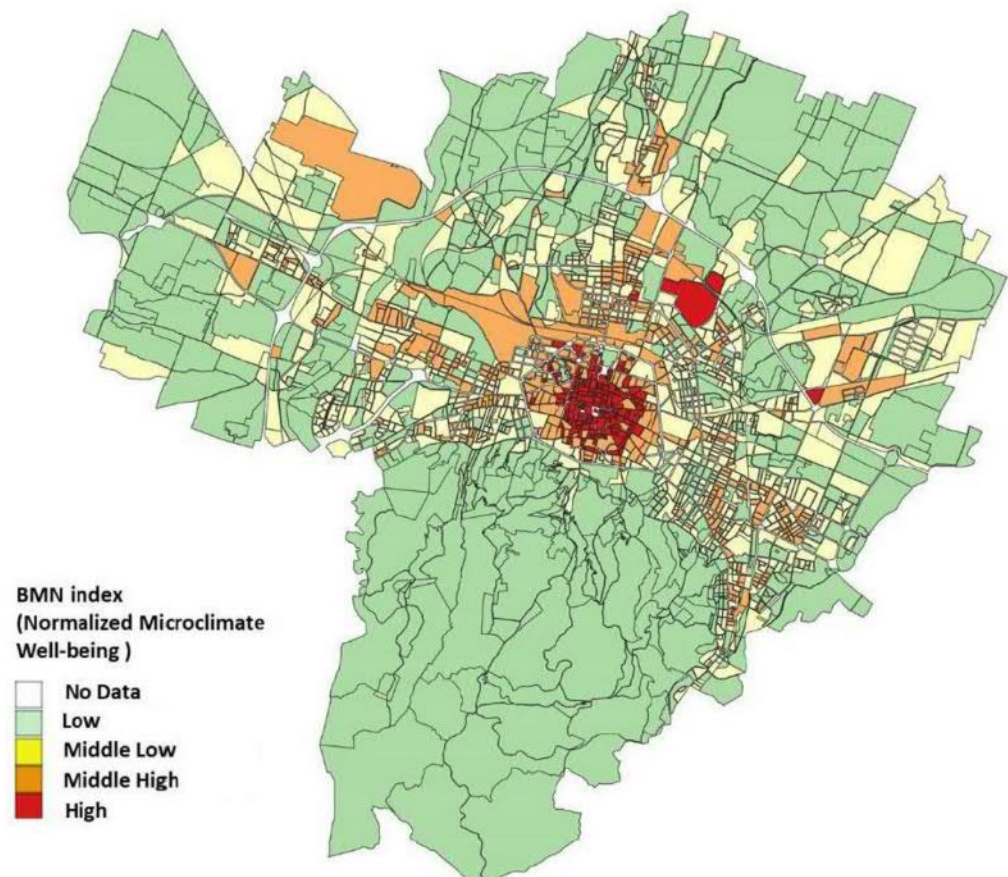 BMN index
(Normalized Microclimate
Well-being )
No Data
Low
Middle Low
Middle High
High